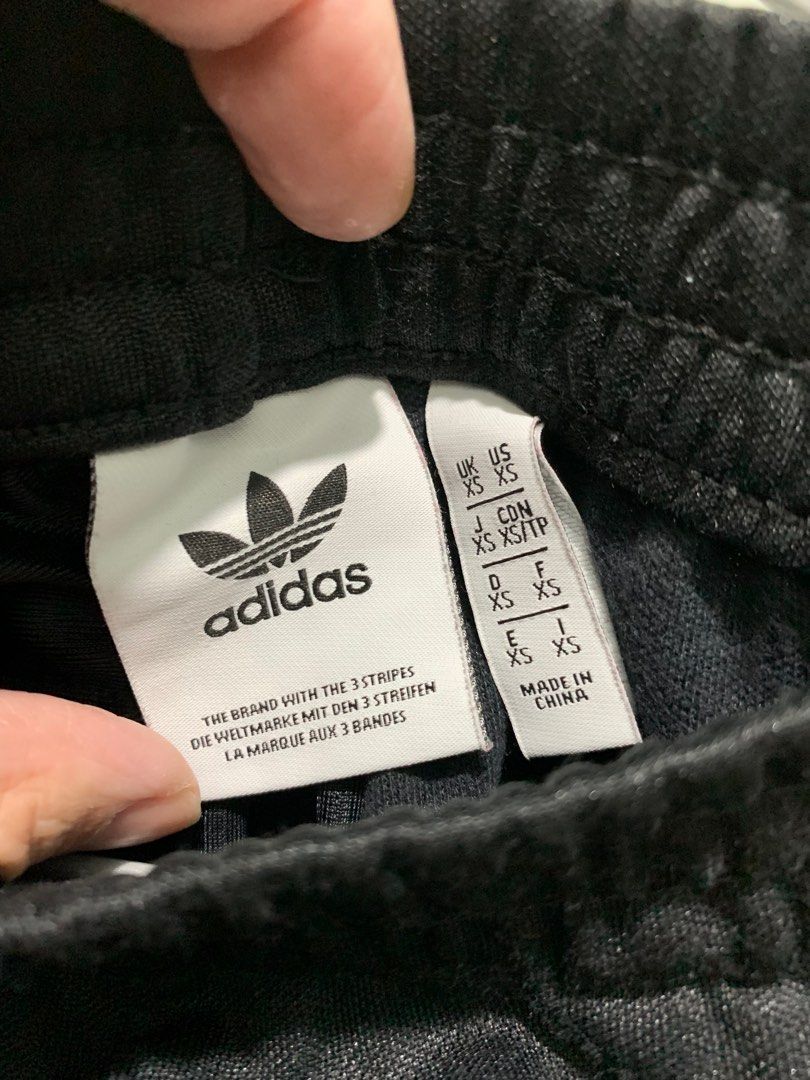 adidas
THE BRAND WITH THE 3 STRIPES
DIE WELTMARKE MIT DEN 3 STREIFEN
LA MARQUE AUX 3 BANDES
UK US
XS XS
J CDN
XS XS/TP
D F
XS XS
E I
XS XS
MADE IN
CHINA